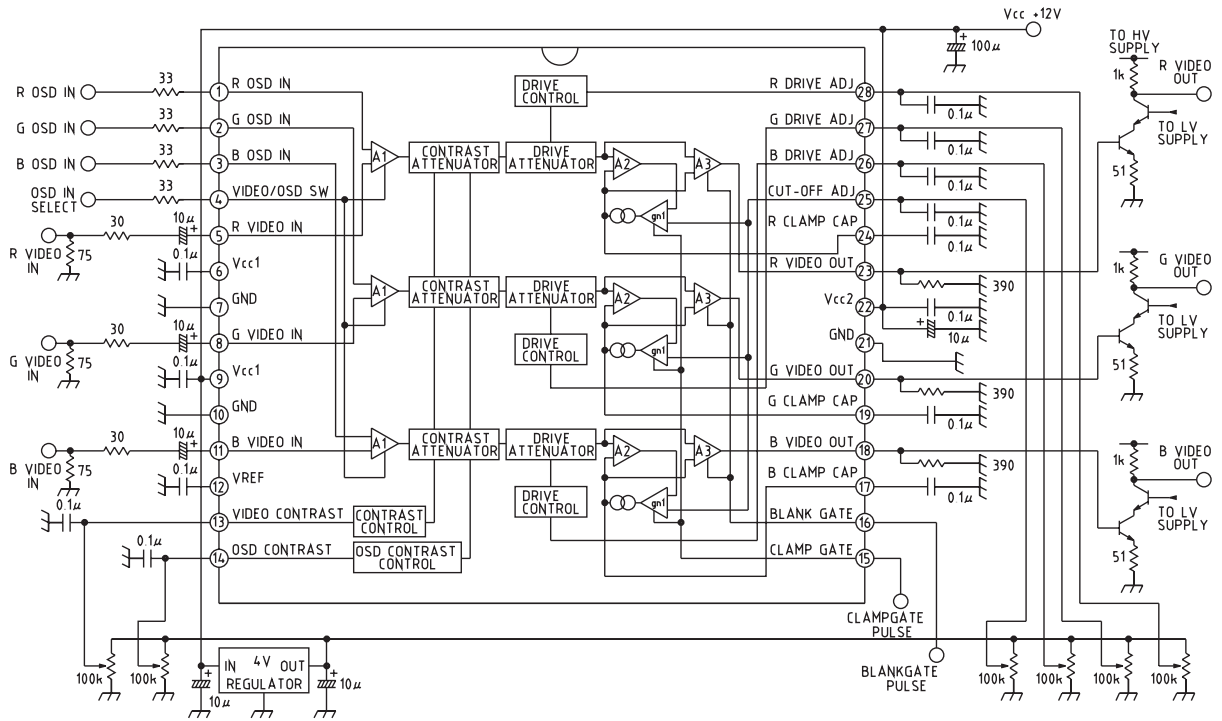 Vcc +12V
100µ
TO HV
SUPPLY
1k
R VIDEO
OUT
TO LV
SUPPLY
51
R OSD IN
33
1
R OSD IN
DRIVE
CONTROL
R DRIVE ADJ
28
0.1µ
G OSD IN
33
2
G OSD IN
G DRIVE ADJ
27
0.1µ
B OSD IN
33
3
B OSD IN
A1
CONTRAST
ATTENUATOR
DRIVE
ATTENUATOR
A2
A3
B DRIVE ADJ
26
0.1µ
OSD IN
SELECT
33
4
VIDEO/OSD SW
gn1
CUT-OFF ADJ
25
0.1µ
R VIDEO
IN
75
30
10µ
+
5
R VIDEO IN
R CLAMP CAP
24
0.1µ
0.1µ
6
Vcc1
R VIDEO OUT
23
390
7
GND
A1
CONTRAST
ATTENUATOR
DRIVE
ATTENUATOR
A2
A3
Vcc2
22
0.1µ
+
10µ
1k
G VIDEO
OUT
TO LV
SUPPLY
51
G VIDEO
IN
75
30
10µ
+
8
G VIDEO IN
DRIVE
CONTROL
gn1
GND
21
0.1µ
9
Vcc1
G VIDEO OUT
20
390
10
GND
G CLAMP CAP
19
0.1µ
B VIDEO
IN
75
30
10µ
+
11
B VIDEO IN
A1
CONTRAST
ATTENUATOR
DRIVE
ATTENUATOR
A2
A3
B VIDEO OUT
18
390
1k
B VIDEO
OUT
TO LV
SUPPLY
51
0.1µ
12
VREF
DRIVE
CONTROL
gn1
B CLAMP CAP
17
0.1µ
0.1µ
13
VIDEO CONTRAST
CONTRAST
CONTROL
BLANK GATE
16
0.1µ
14
OSD CONTRAST
OSD CONTRAST
CONTROL
CLAMP GATE
15
CLAMPGATE
PULSE
BLANKGATE
PULSE
100k
100k
+
10µ
IN 4V OUT
REGULATOR
+
10µ
100k
100k
100k
100k